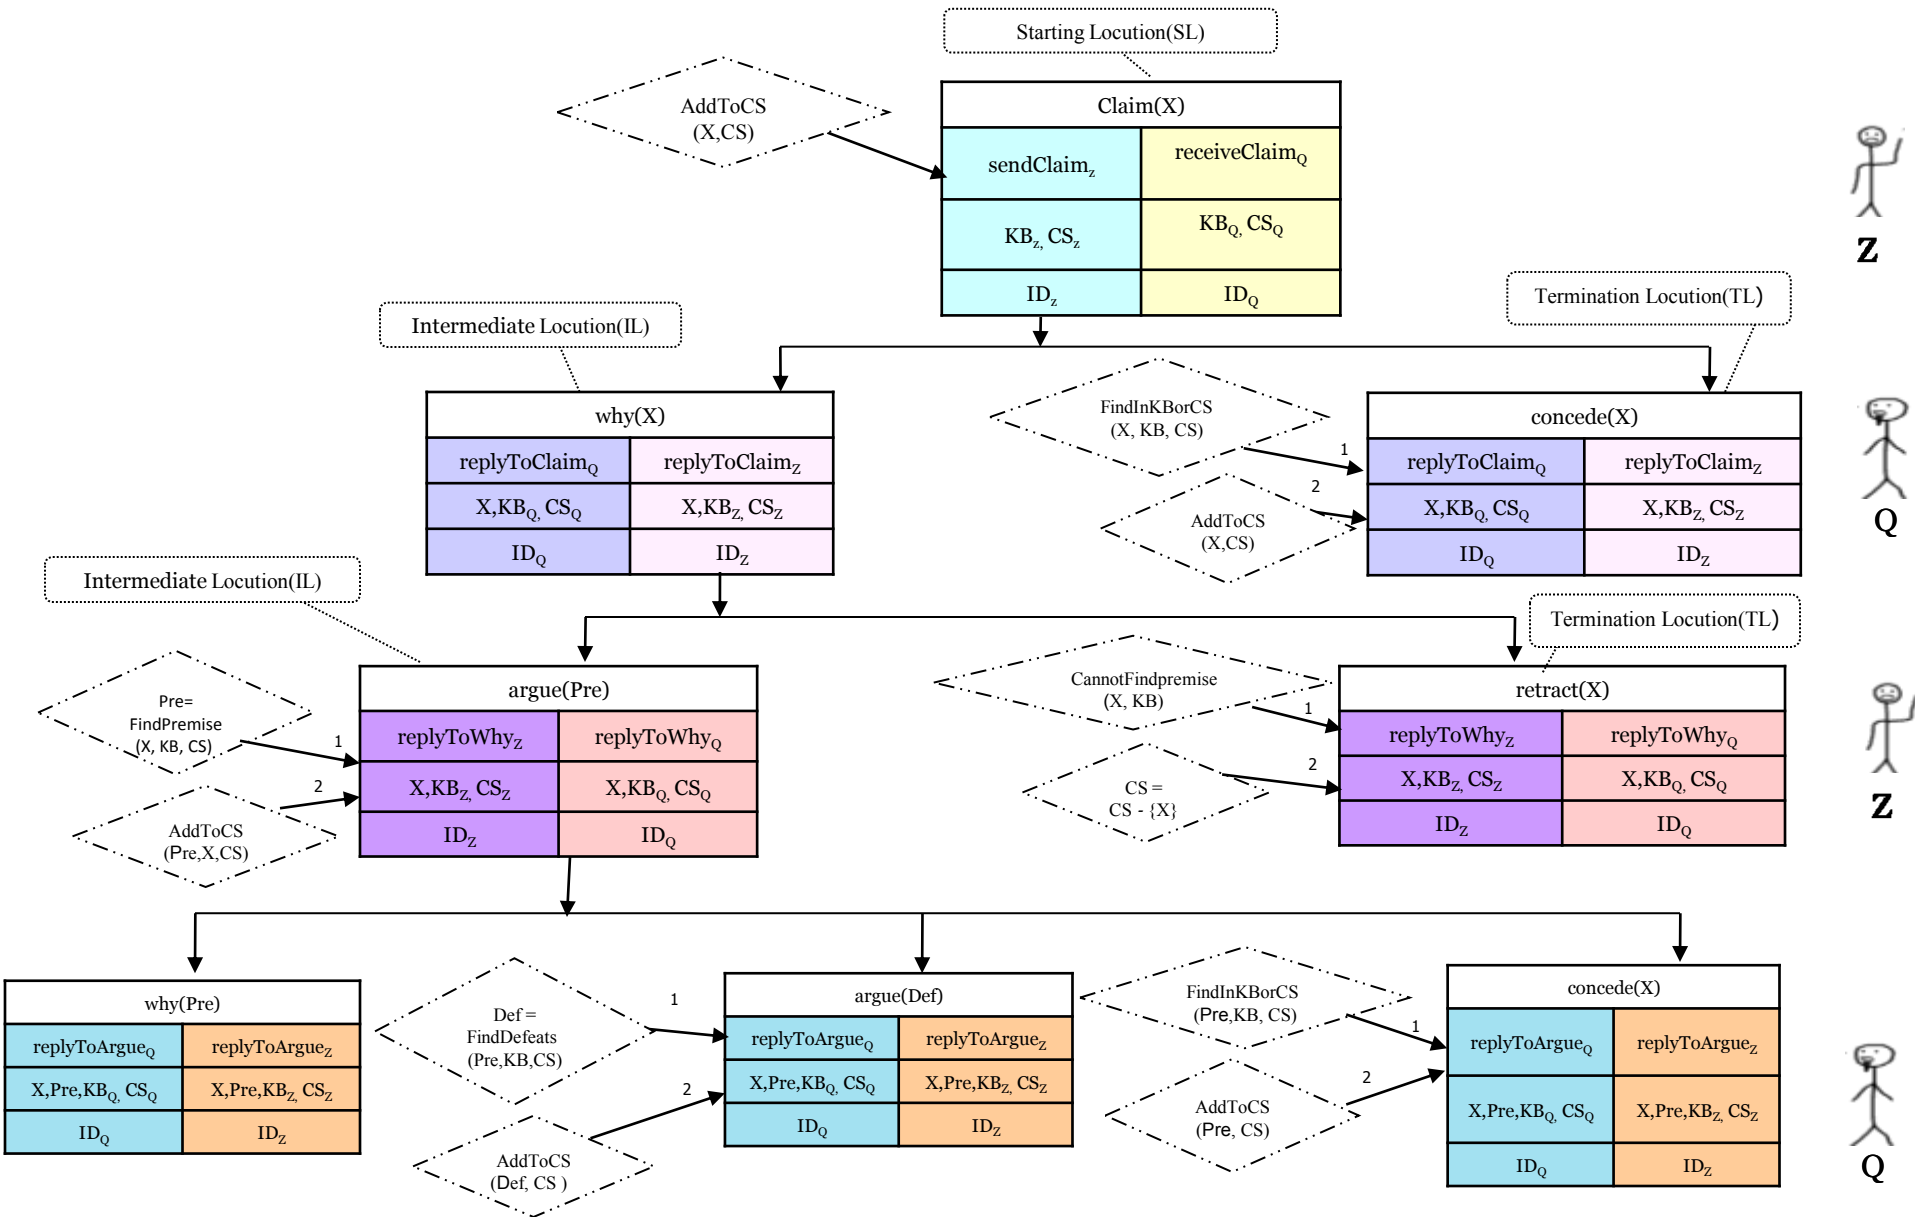 Starting Locution(SL)
AddToCS
(X,CS)
Claim(X)
sendClaimz
receiveClaimQ
KBz, CSz
KBQ, CSQ
IDz
IDQ
Z
Intermediate Locution(IL)
Termination Locution(TL)
why(X)
replyToClaimQ
replyToClaimZ
X,KBQ, CSQ
X,KBZ, CSZ
IDQ
IDZ
FindInKBorCS
(X, KB, CS)
1
2
AddToCS
(X,CS)
concede(X)
replyToClaimQ
replyToClaimZ
X,KBQ, CSQ
X,KBZ, CSZ
IDQ
IDZ
Q
Intermediate Locution(IL)
Termination Locution(TL)
Pre=
FindPremise
(X, KB, CS)
1
2
AddToCS
(Pre,X,CS)
argue(Pre)
replyToWhyZ
replyToWhyQ
X,KBZ, CSZ
X,KBQ, CSQ
IDZ
IDQ
CannotFindpremise
(X, KB)
1
2
CS =
CS - {X}
retract(X)
replyToWhyZ
replyToWhyQ
X,KBZ, CSZ
X,KBQ, CSQ
IDZ
IDQ
Z
why(Pre)
replyToArgueQ
replyToArgueZ
X,Pre,KBQ, CSQ
X,Pre,KBZ, CSZ
IDQ
IDZ
Def =
FindDefeats
(Pre,KB,CS)
1
2
AddToCS
(Def, CS )
argue(Def)
replyToArgueQ
replyToArgueZ
X,Pre,KBQ, CSQ
X,Pre,KBZ, CSZ
IDQ
IDZ
FindInKBorCS
(Pre,KB, CS)
1
2
AddToCS
(Pre, CS)
concede(X)
replyToArgueQ
replyToArgueZ
X,Pre,KBQ, CSQ
X,Pre,KBZ, CSZ
IDQ
IDZ
Q